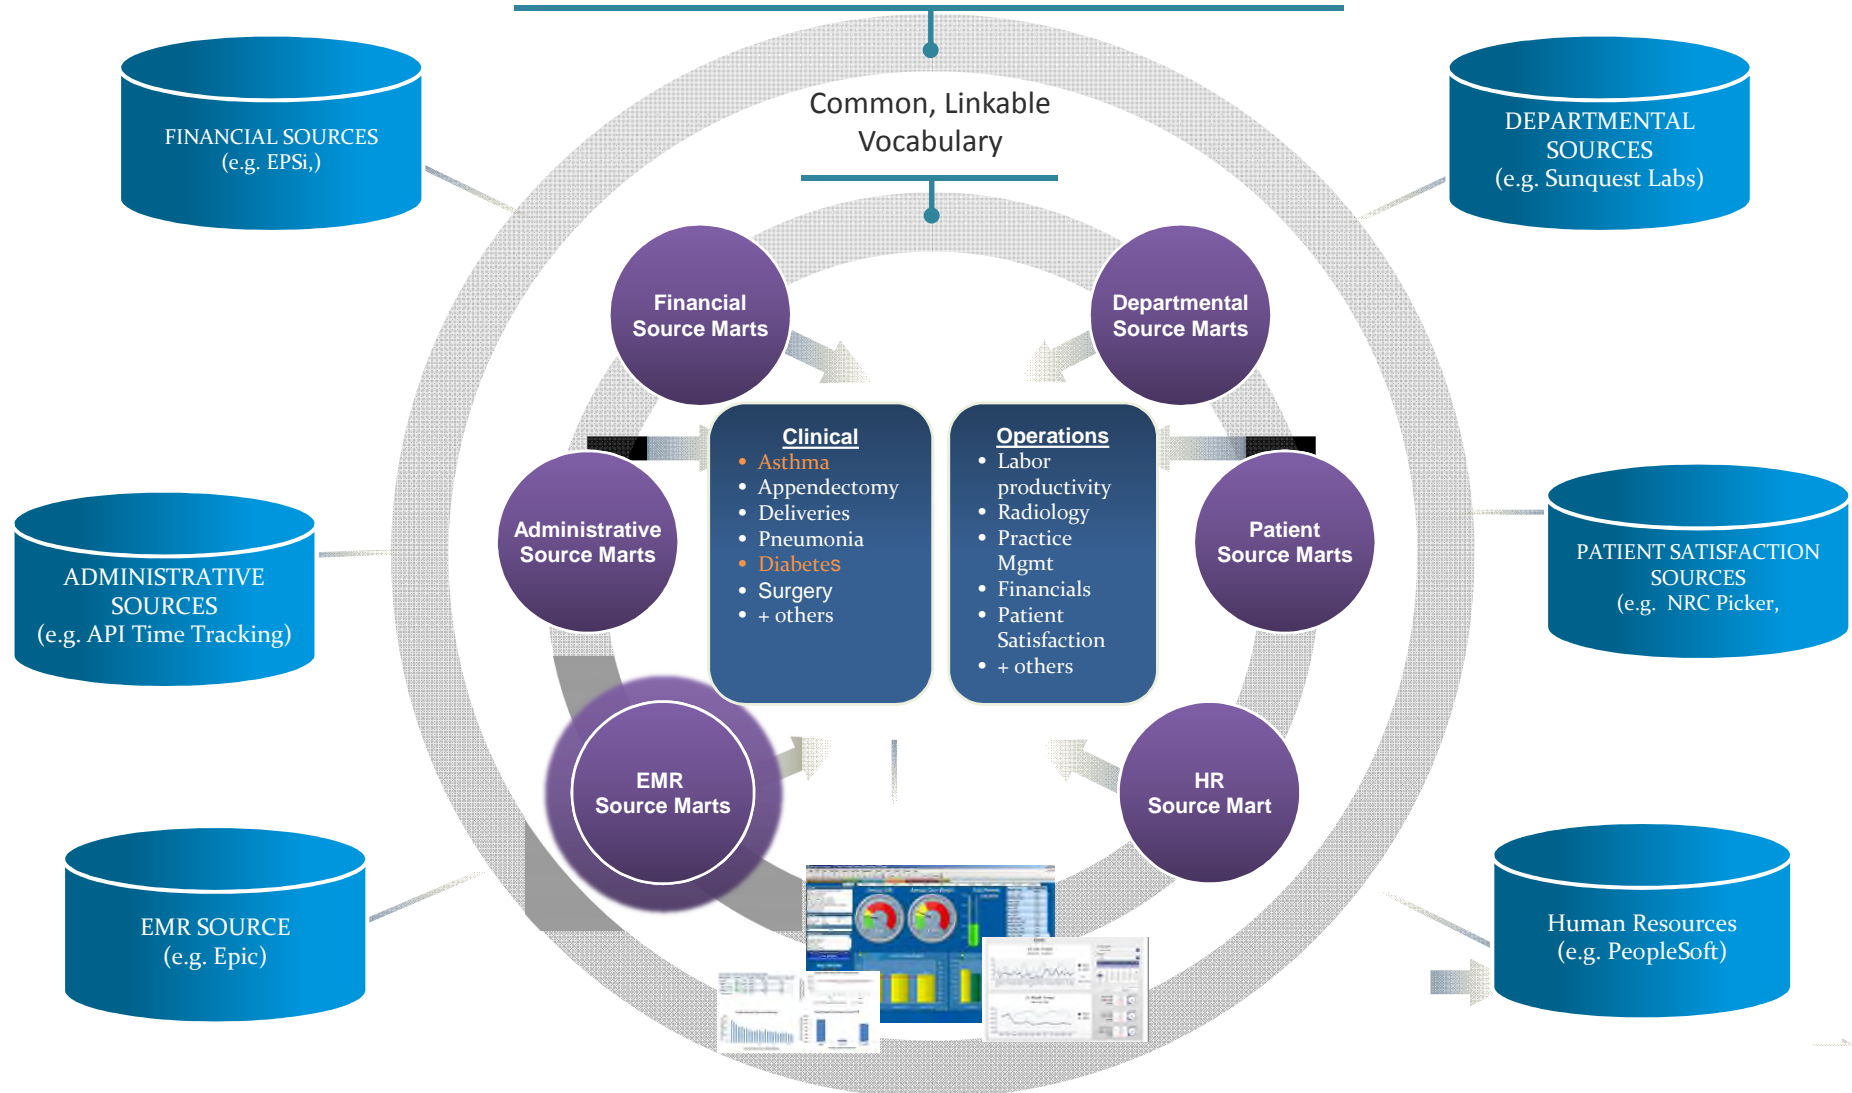 Common, Linkable
Vocabulary
FINANCIAL SOURCES
(e.g. EPSi,)
DEPARTMENTAL
SOURCES
(e.g. Sunquest Labs)
Financial
Source Marts
Departmental
Source Marts
Administrative
Source Marts
Clinical
• Asthma
• Appendectomy
• Deliveries
• Pneumonia
• Diabetes
• Surgery
• + others
Operations
• Labor
productivity
• Radiology
• Practice
Mgmt
• Financials
• Patient
Satisfaction
• + others
Patient
Source Marts
ADMINISTRATIVE
SOURCES
(e.g. API Time Tracking)
PATIENT SATISFACTION
SOURCES
(e.g. NRC Picker,
EMR
Source Marts
HR
Source Mart
EMR SOURCE
(e.g. Epic)
Human Resources
(e.g. PeopleSoft)